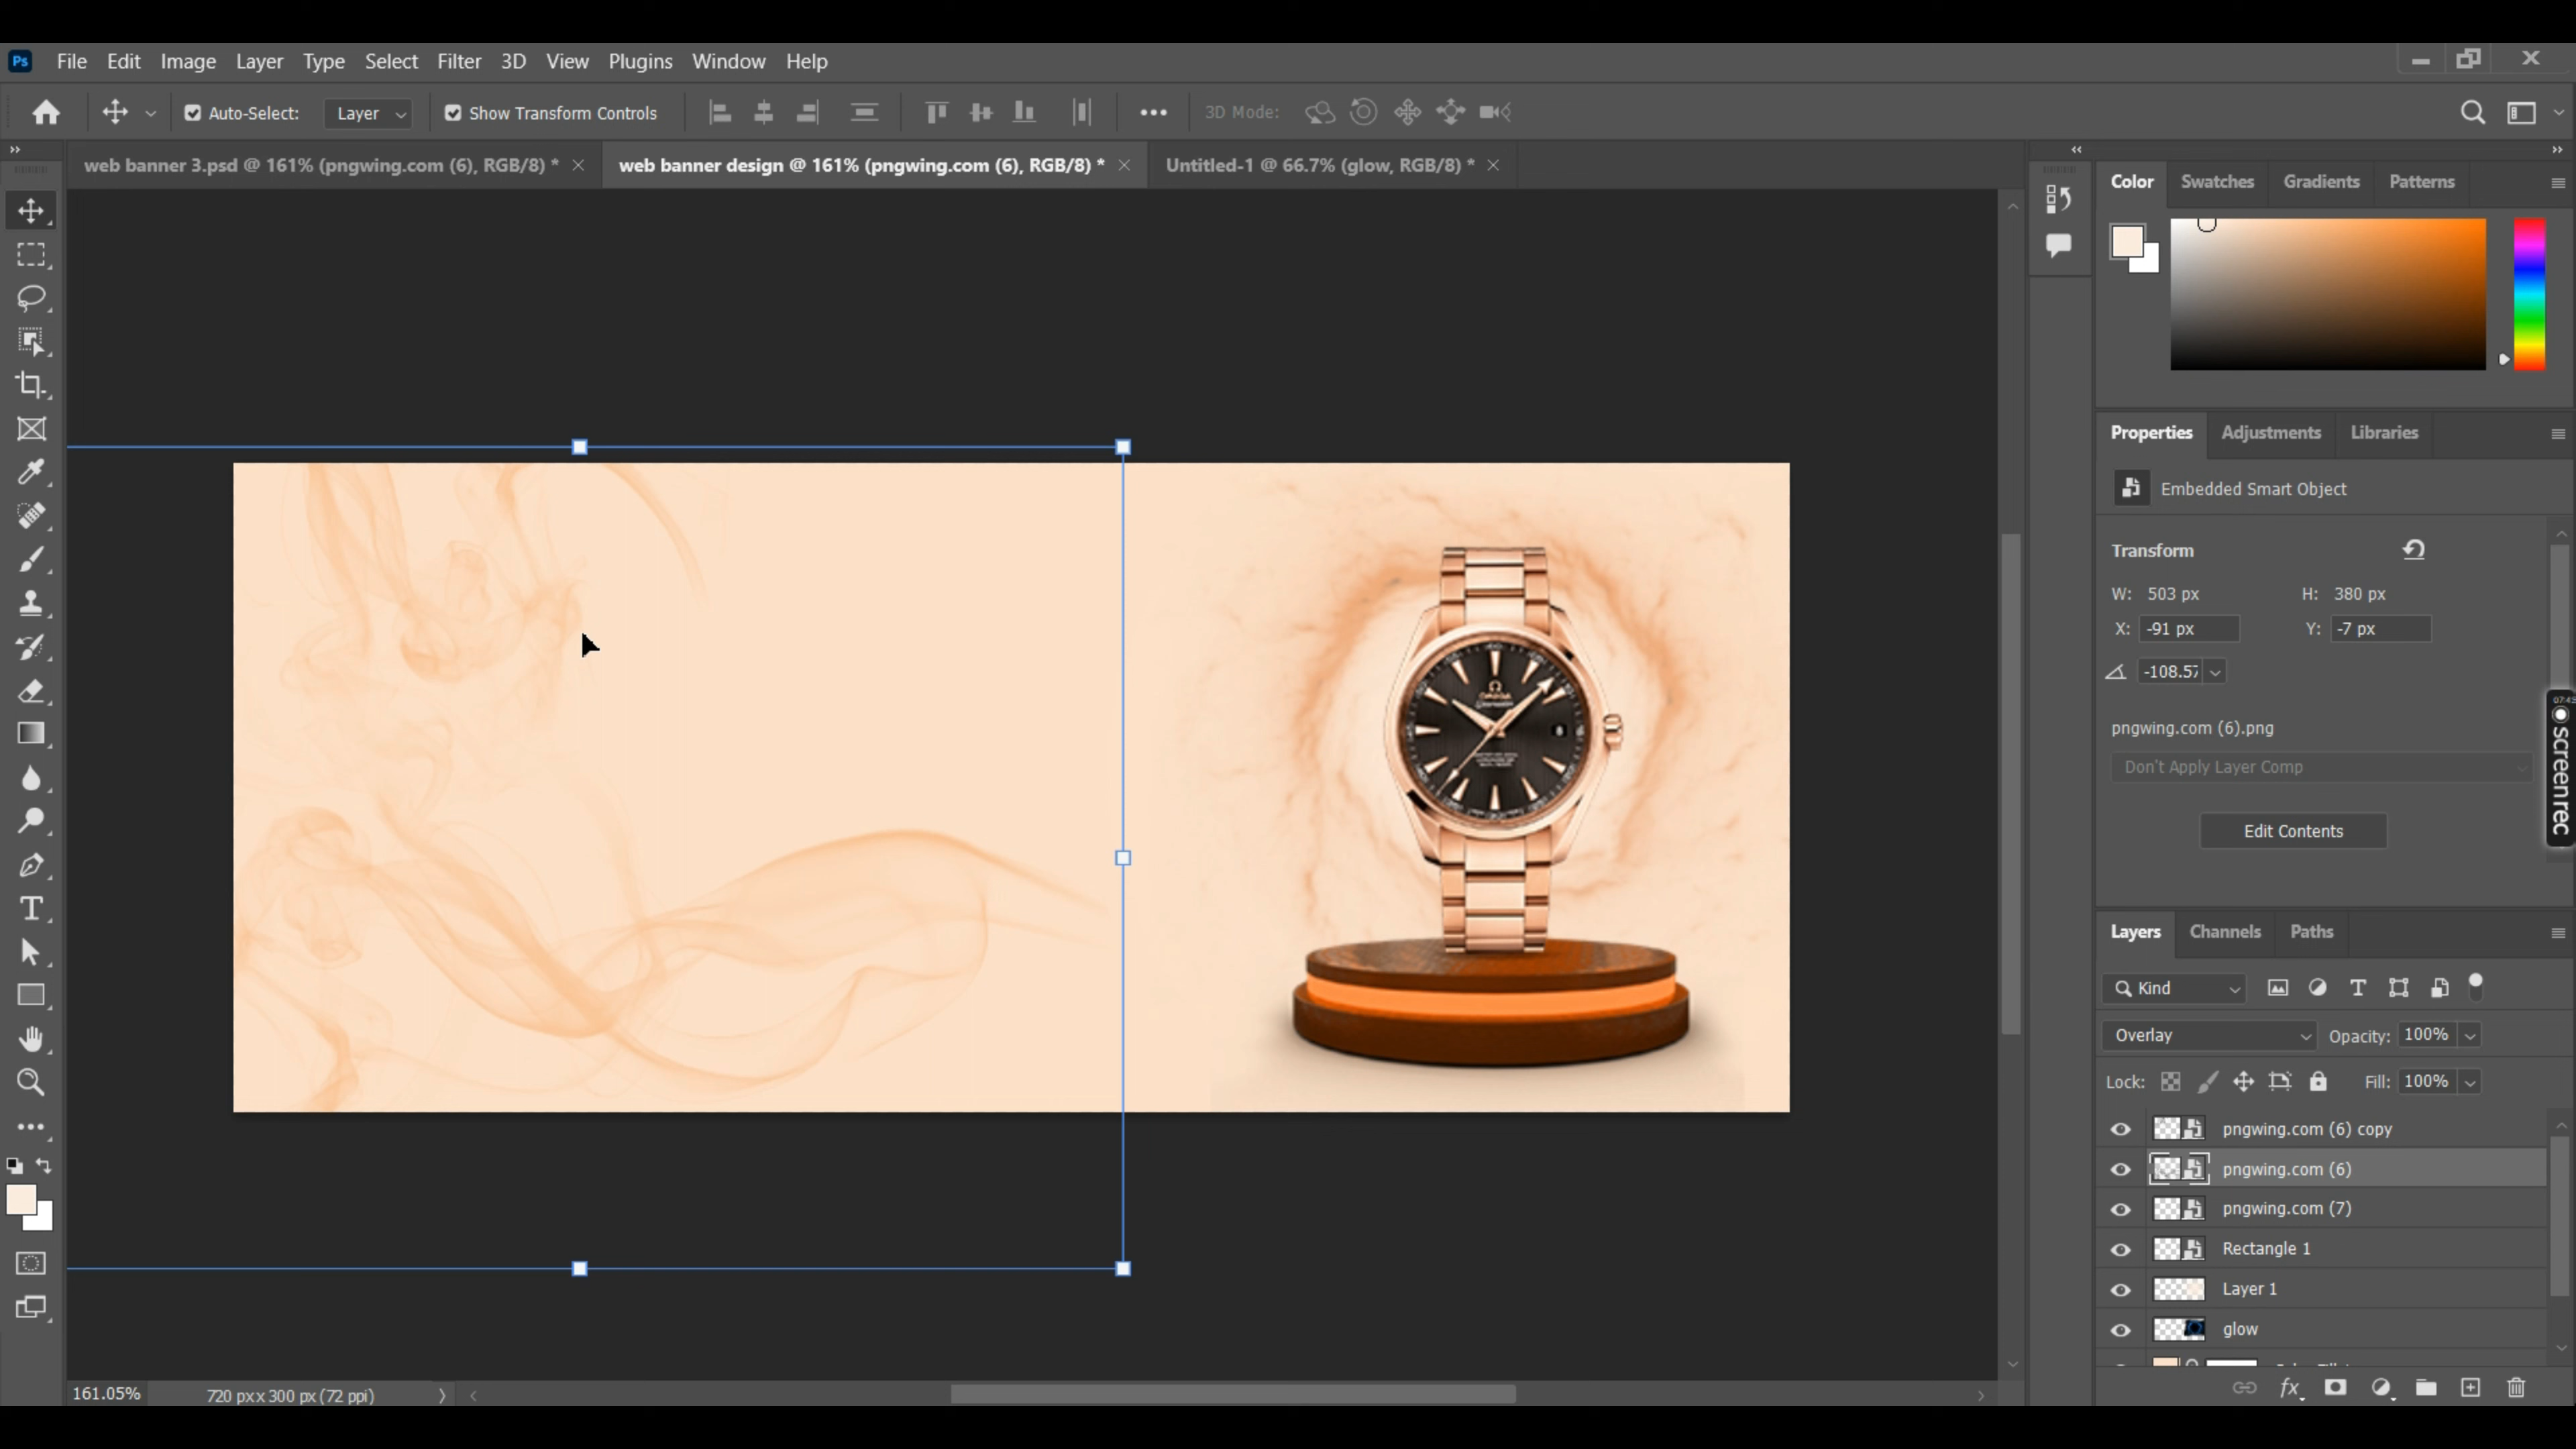 Ps File Edit Image Layer Type Select Filter 3D View Plugins Window Help
Auto-Select: Layer Show Transform Controls 3D Mode:
web banner 3.psd @ 161% (pngwing.com (6), RGB/8) * web banner design @ 161% (pngwing.com (6), RGB/8) * Untitled-1 @ 66.7% (glow, RGB/8) *
Color Swatches Gradients Patterns
Properties Adjustments Libraries
Embedded Smart Object
Transform
W: 503 px H: 380 px
X: -91 px Y: -7 px
-108.57
pngwing.com (6).png
Don't Apply Layer Comp
Edit Contents
screenrec
OMEGA
Layers Channels Paths
Kind
Overlay Opacity: 100%
Lock: Fill: 100%
pngwing.com (6) copy
pngwing.com (6)
pngwing.com (7)
Rectangle 1
Layer 1
glow
161.05% 720 px x 300 px (72 ppi)
fx